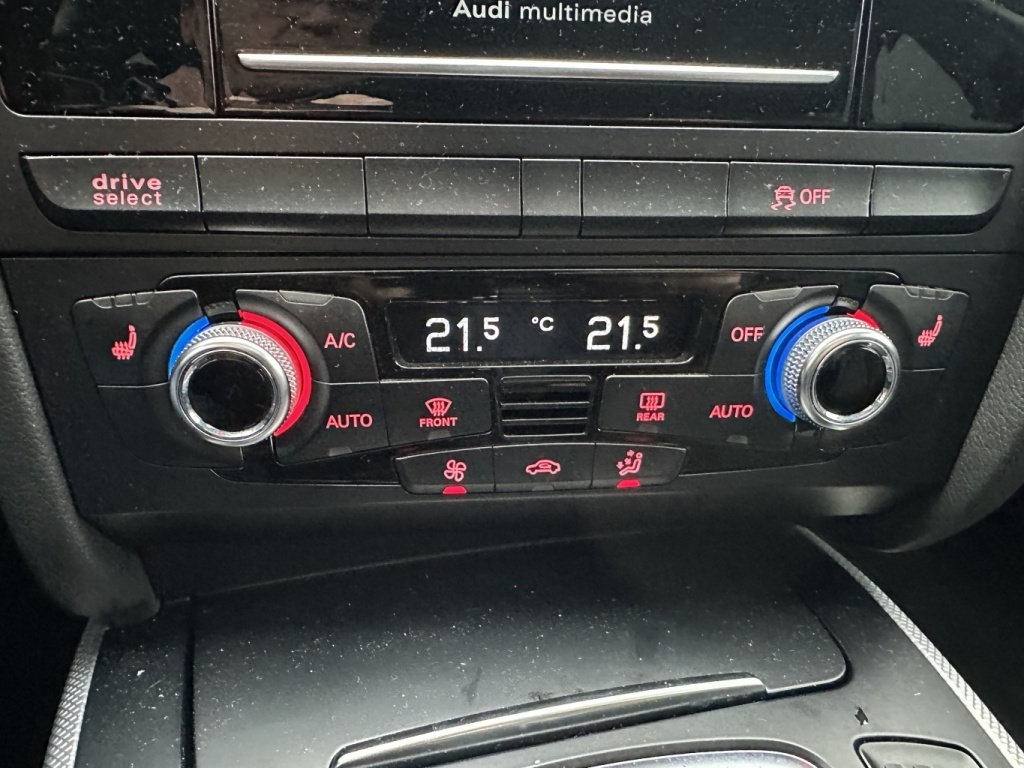 Audi multimedia
drive
select
OFF
21.5 °C 21.5
A/C
OFF
AUTO
FRONT
REAR
AUTO